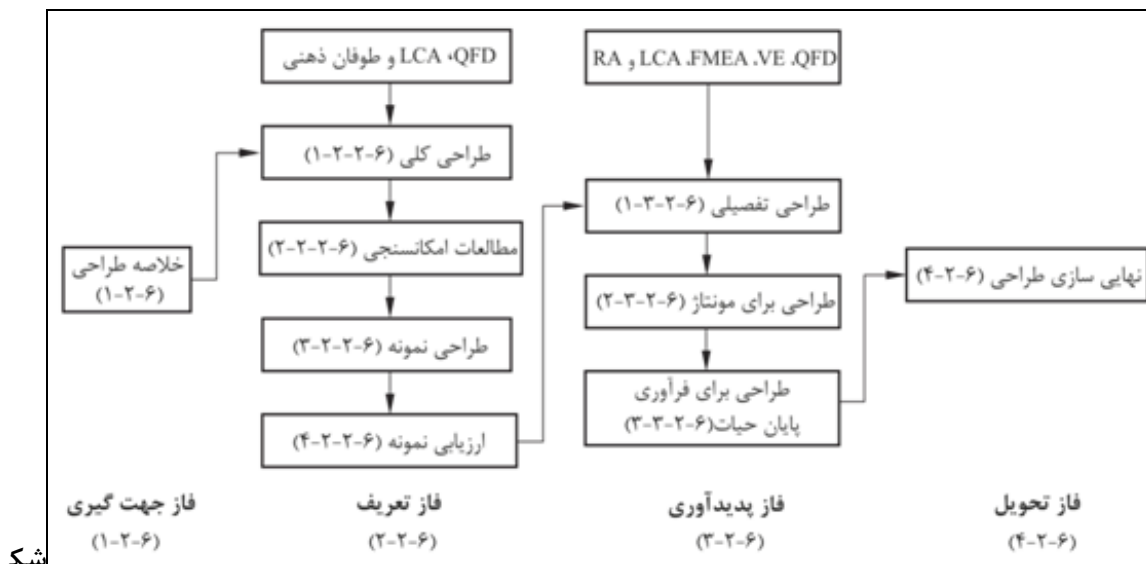 LCA ،QFD و طوفان ذهنی
طراحی کلی (۶-۲-۲-۱)
مطالعات امکانسنجی (۶-۲-۲-۲)
طراحی نمونه (۶-۲-۲-۳)
ارزیابی نمونه (۶-۲-۲-۴)
خلاصه طراحی
(۶-۲-۱)
QFD، VE، FMEA، LCA و RA
طراحی تفصیلی (۶-۲-۳-۱)
طراحی برای مونتاژ (۶-۲-۳-۲)
طراحی برای فرآوری
پایان حیات(۶-۲-۳-۳)
نهایی سازی طراحی (۶-۲-۴)
فاز جهت گیری
(۶-۲-۱)
فاز تعریف
(۶-۲-۲)
فاز پدیدآوری
(۶-۲-۳)
فاز تحویل
(۶-۲-۴)